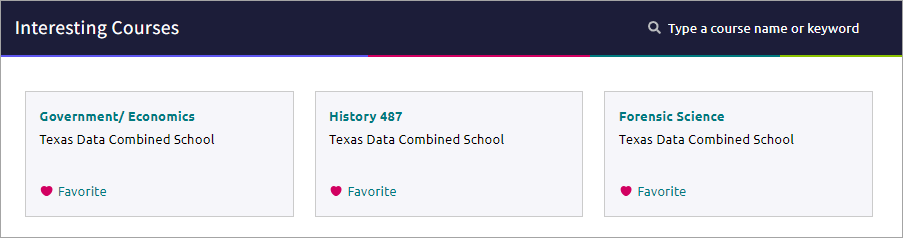 Interesting Courses
Type a course name or keyword
Government/ Economics
Texas Data Combined School
Favorite
History 487
Texas Data Combined School
Favorite
Forensic Science
Texas Data Combined School
Favorite